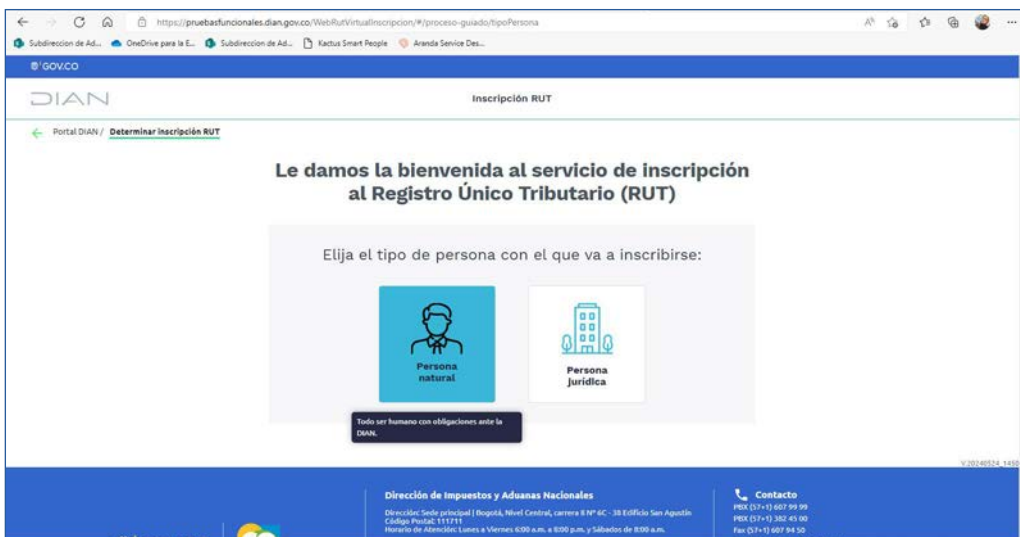 https://pruebasfuncionales.dian.gov.co/WebRutVirtualInscripcion/#/proceso-guiado/tipoPersona
Subdireccion de Ad... OneDrive para la E... Subdireccion de Ad... Kactus Smart People Aranda Service Des...
GOV.CO
DIAN
Inscripción RUT
Portal DIAN / Determinar inscripción RUT
Le damos la bienvenida al servicio de inscripción
al Registro Único Tributario (RUT)
Elija el tipo de persona con el que va a inscribirse:
Persona
natural
Persona
Jurídica
Todo ser humano con obligaciones ante la
DIAN.
V.20240524_1450
Dirección de Impuestos y Aduanas Nacionales
Dirección: Sede principal | Bogotá, Nivel Central, carrera 8 Nº 6C - 38 Edificio San Agustín
Código Postal: 111711
Horario de Atención: Lunes a Viernes 6:00 a.m. a 8:00 p.m. y Sábados de 8:00 a.m.
Contacto
PBX (57+1) 607 99 99
PBX (57+1) 382 45 00
Fax (57+1) 607 94 50